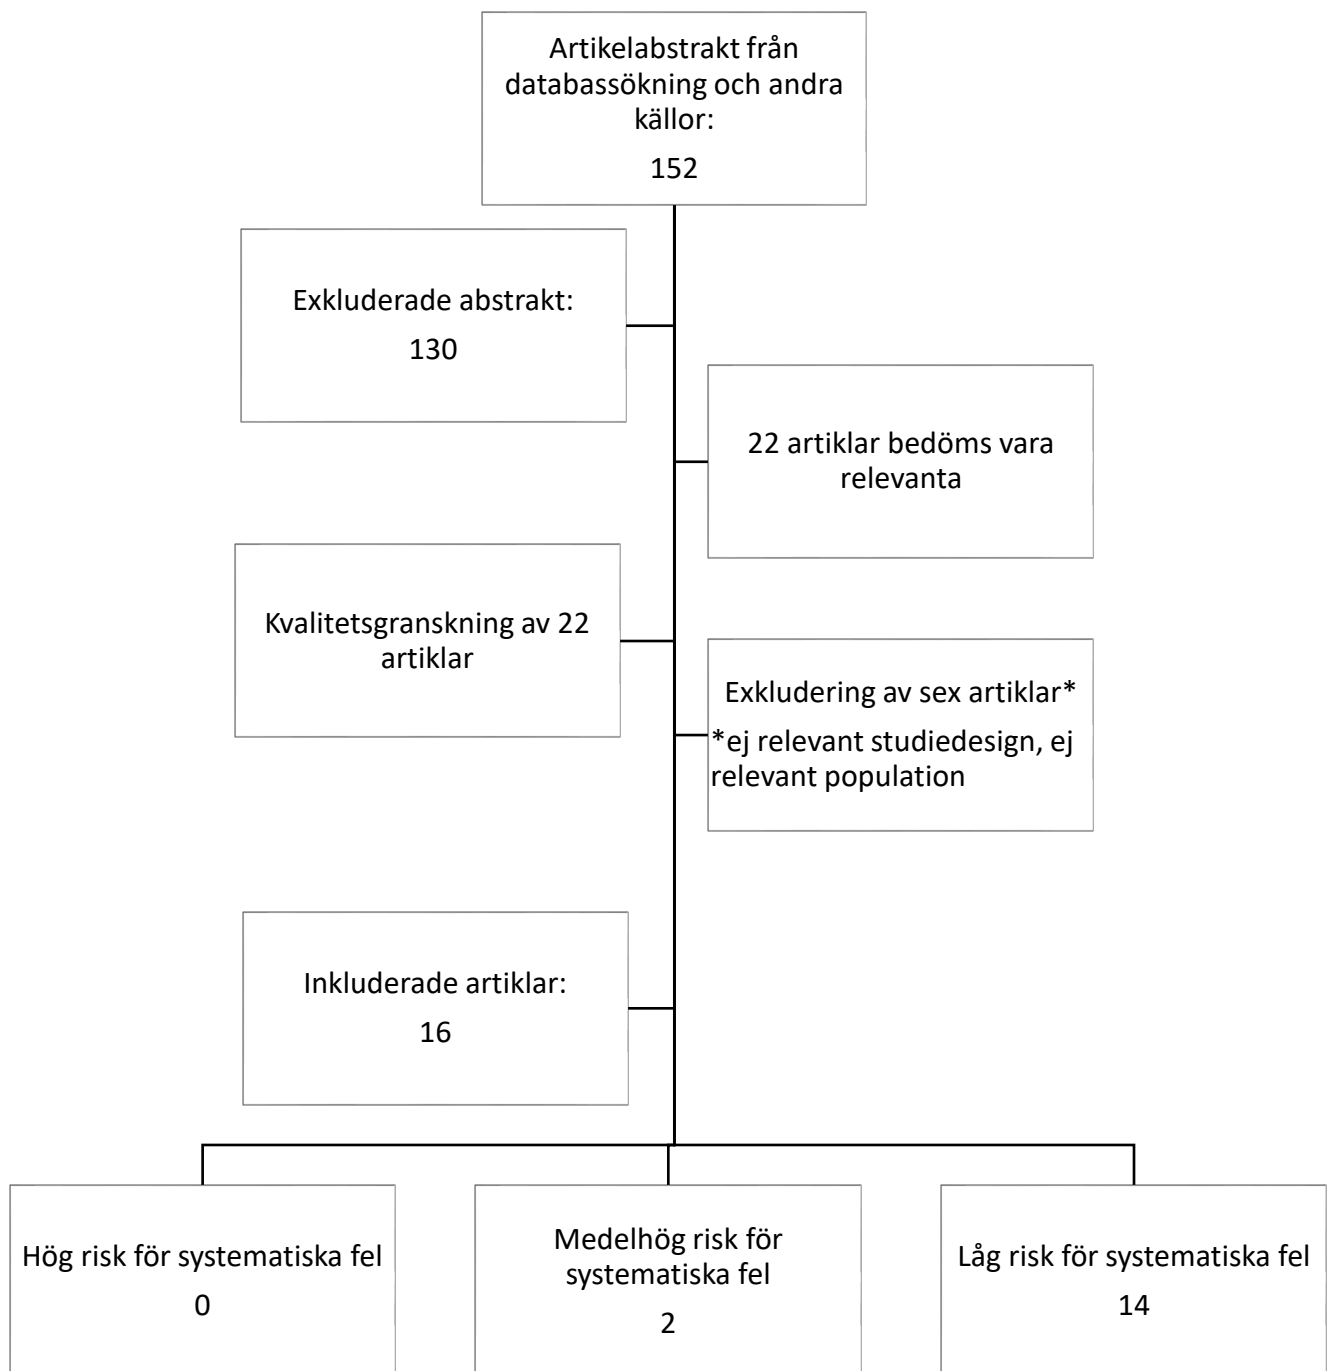 Artikelabstrakt från
databassökning och andra
källor:
152
Exkluderade abstrakt:
130
22 artiklar bedöms vara
relevanta
Kvalitetsgranskning av 22
artiklar
Exkludering av sex artiklar*
*ej relevant studiedesign, ej
relevant population
Inkluderade artiklar:
16
Hög risk för systematiska fel
0
Medelhög risk för
systematiska fel
2
Låg risk för systematiska fel
14